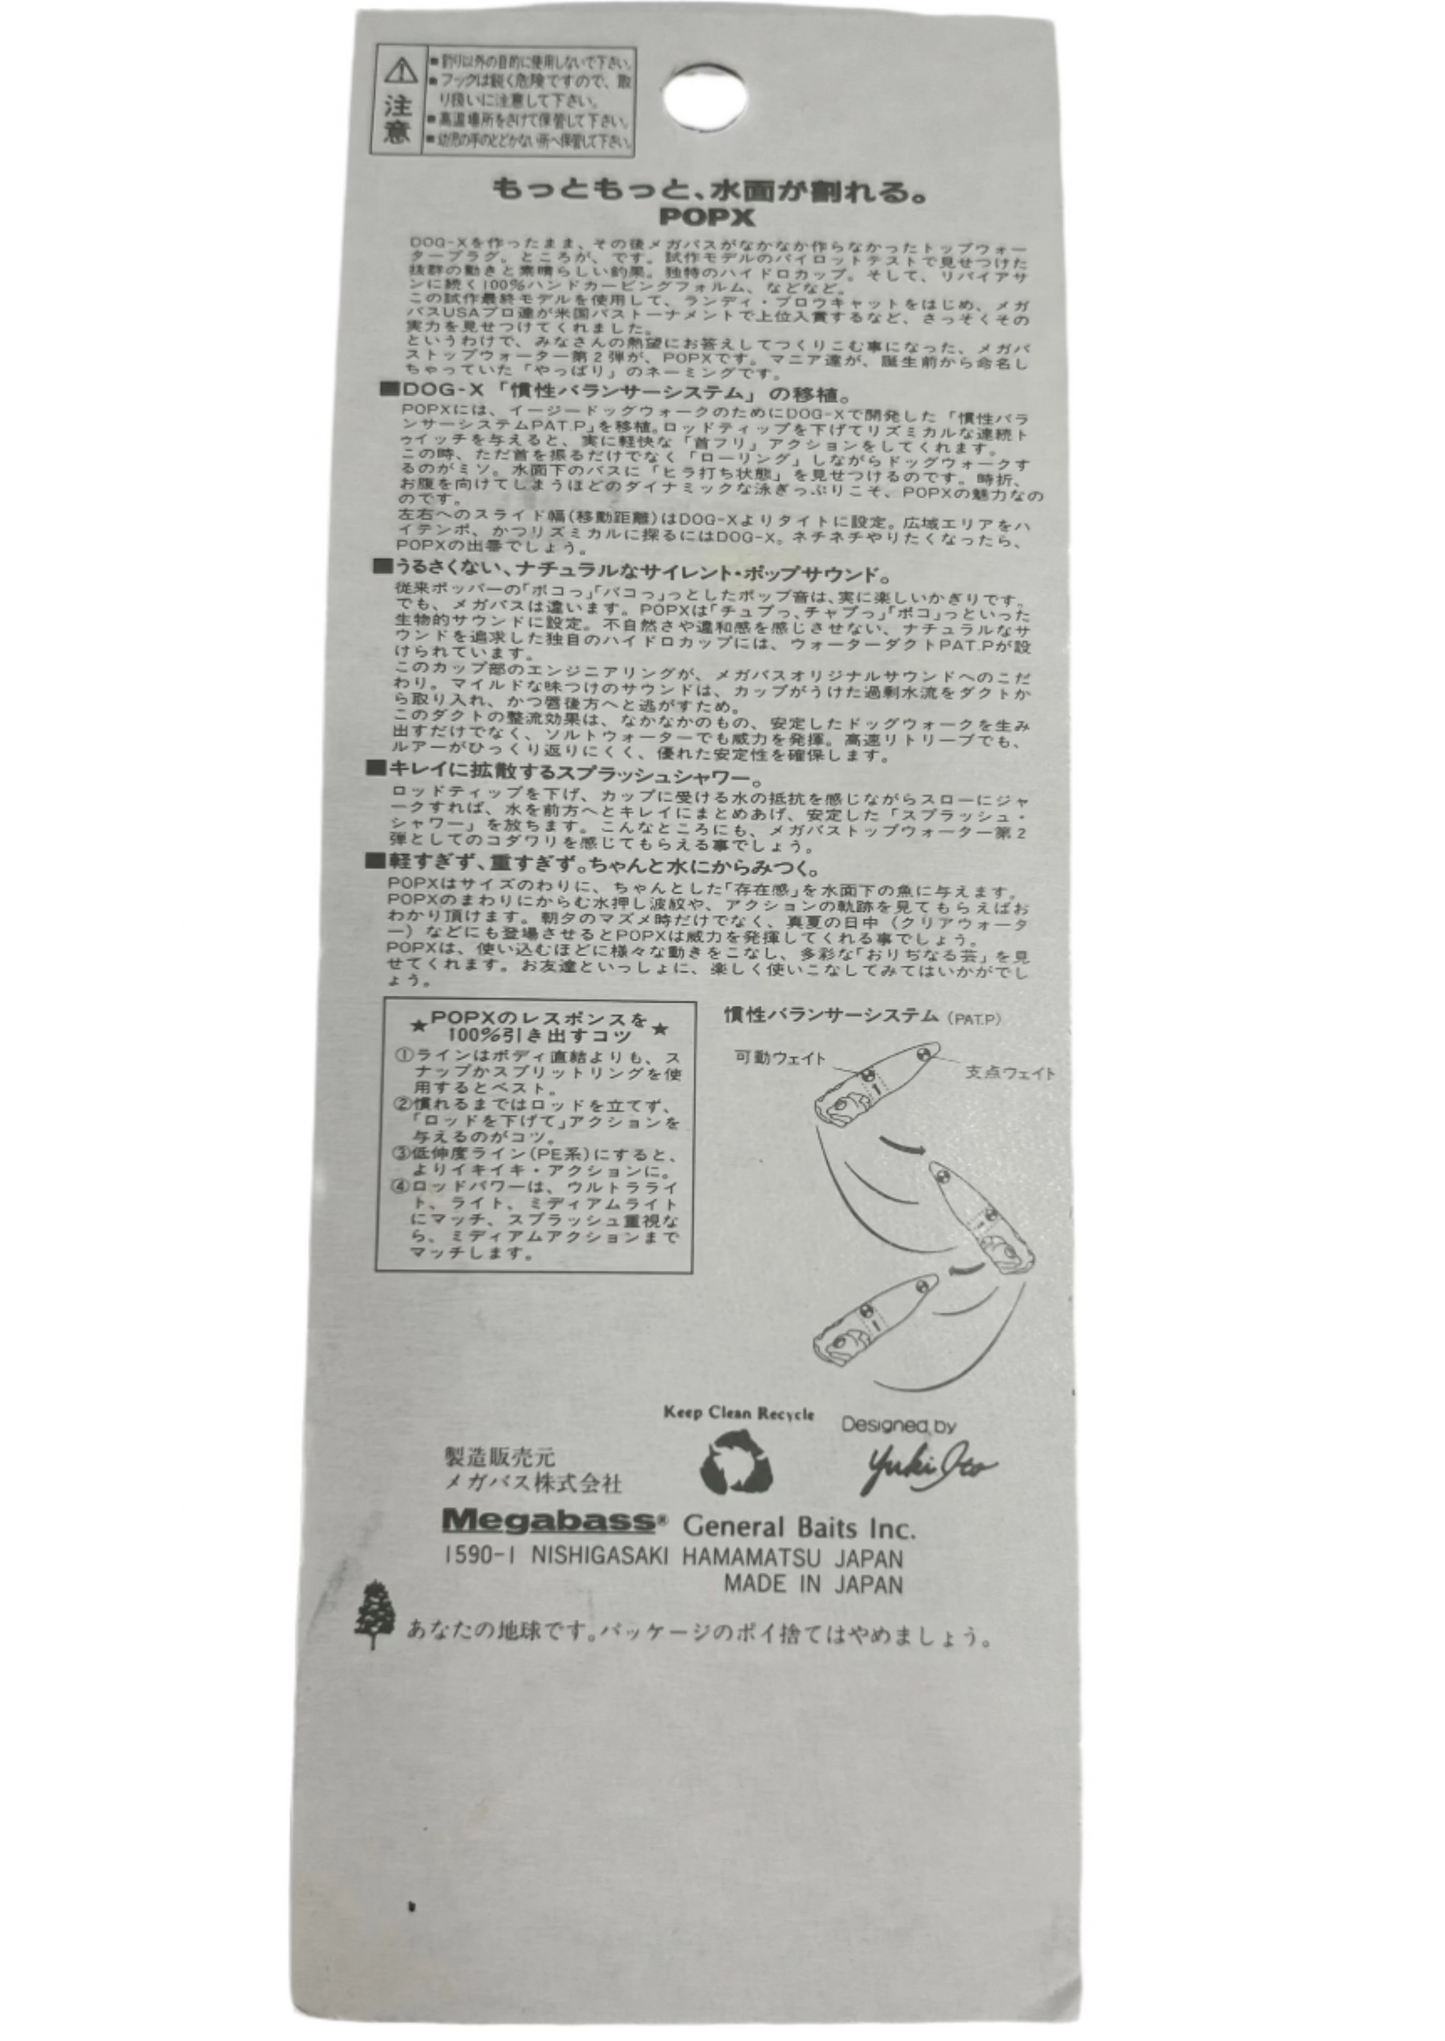 注意
■釣り以外の目的に使用しないで下さい。
■フックは鋭く危険ですので、取
り扱いに注意して下さい。
■高温場所をさけて保管して下さい。
■幼児の手のとどかない所へ保管して下さい。
もっともっと、水面が割れる。
POPX
DOG-Xを作ったまま、その後メガバスがなかなか作らなかったトップウォー
タープラグ。ところが、です。試作モデルのパイロットテストで見せつけた
抜群の動きと素晴らしい釣果。独特のハイドロカップ。そして、リバイアサ
ンに続く100%ハンドカービングフォルム、などなど。
この試作最終モデルを使用して、ランディ・ブロウキャットをはじめ、メガ
バスUSAプロ達が米国バストーナメントで上位入賞するなど、さっそくその
実力を見せつけてくれました。
というわけで、みなさんの熱望にお答えしてつくりこむ事になった、メガバ
ストップウォーター第2弾が、POPXです。マニア達が、誕生前から命名し
ちゃっていた「やっぱり」のネーミングです。
■DOG-X「慣性バランサーシステム」の移植。
POPXには、イージードッグウォークのためにDOG-Xで開発した「慣性バラ
ンサーシステムPAT.P」を移植。ロッドティップを下げてリズミカルな連続ト
ゥイッチを与えると、実に軽快な「首フリ」アクションをしてくれます。
この時、ただ首を振るだけでなく「ローリング」しながらドッグウォークす
るのがミソ。水面下のバスに「ヒラ打ち状態」を見せつけるのです。時折、
お腹を向けてしまうほどのダイナミックな泳ぎっぷりこそ、POPXの魅力なの
のです。
左右へのスライド幅(移動距離)はDOG-Xよりタイトに設定。広域エリアをハ
イテンポ、かつリズミカルに探るにはDOG-X。ネチネチやりたくなったら、
POPXの出番でしょう。
■うるさくない、ナチュラルなサイレント・ポップサウンド。
従来ポッパーの「ポコっ」「バコっ」っとしたポップ音は、実に楽しいかぎりです。
でも、メガバスは違います。POPXは「チュプっ、チャプっ」「ポコ」っといった
生物的サウンドに設定。不自然さや違和感を感じさせない、ナチュラルなサ
ウンドを追求した独自のハイドロカップには、ウォーターダクトPAT.Pが設
けられています。
このカップ部のエンジニアリングが、メガバスオリジナルサウンドへのこだ
わり。マイルドな味つけのサウンドは、カップがうけた過剰水流をダクトか
ら取り入れ、かつ唇後方へと逃がすため。
このダクトの整流効果は、なかなかのもの、安定したドッグウォークを生み
出すだけでなく、ソルトウォーターでも威力を発揮。高速リトリーブでも、
ルアーがひっくり返りにくく、優れた安定性を確保します。
■キレイに拡散するスプラッシュシャワー。
ロッドティップを下げ、カップに受ける水の抵抗を感じながらスローにジャ
ークすれば、水を前方へとキレイにまとめあげ、安定した「スプラッシュ・
シャワー」を放ちます。こんなところにも、メガバストップウォーター第2
弾としてのコダワリを感じてもらえる事でしょう。
■軽すぎず、重すぎず。ちゃんと水にからみつく。
POPXはサイズのわりに、ちゃんとした「存在感」を水面下の魚に与えます。
POPXのまわりにからむ水押し波紋や、アクションの軌跡を見てもらえばお
わかり頂けます。朝夕のマズメ時だけでなく、真夏の日中（クリアウォータ
ー）などにも登場させるとPOPXは威力を発揮してくれる事でしょう。
POPXは、使い込むほどに様々な動きをこなし、多彩な「おりぢなる芸」を見
せてくれます。お友達といっしょに、楽しく使いこなしてみてはいかがでし
ょう。
★POPXのレスポンスを★
100%引き出すコツ
①ラインはボディ直結よりも、ス
ナップかスプリットリングを使
用するとベスト。
②慣れるまではロッドを立てず、
「ロッドを下げて」アクションを
与えるのがコツ。
③低伸度ライン(PE系)にすると、
よりイキイキ・アクションに。
④ロッドパワーは、ウルトラライ
ト、ライト、ミディアムライト
にマッチ、スプラッシュ重視な
ら、ミディアムアクションまで
マッチします。
慣性バランサーシステム（PAT.P）
可動ウェイト
支点ウェイト
Keep Clean Recycle
Designed by
Yuki Ito
製造販売元
メガバス株式会社
Megabass® General Baits Inc.
1590-1 NISHIGASAKI HAMAMATSU JAPAN
MADE IN JAPAN
あなたの地球です。パッケージのポイ捨てはやめましょう。